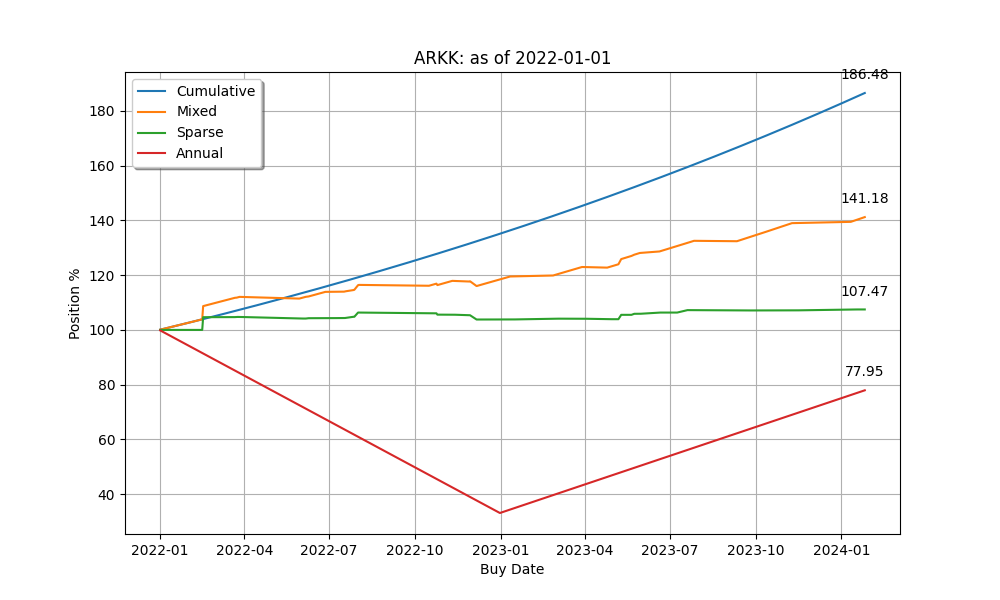 ARKK: as of 2022-01-01
Cumulative
Mixed
Sparse
Annual
186.48
141.18
107.47
77.95
Position %
180
160
140
120
100
80
60
40
2022-01 2022-04 2022-07 2022-10 2023-01 2023-04 2023-07 2023-10 2024-01
Buy Date